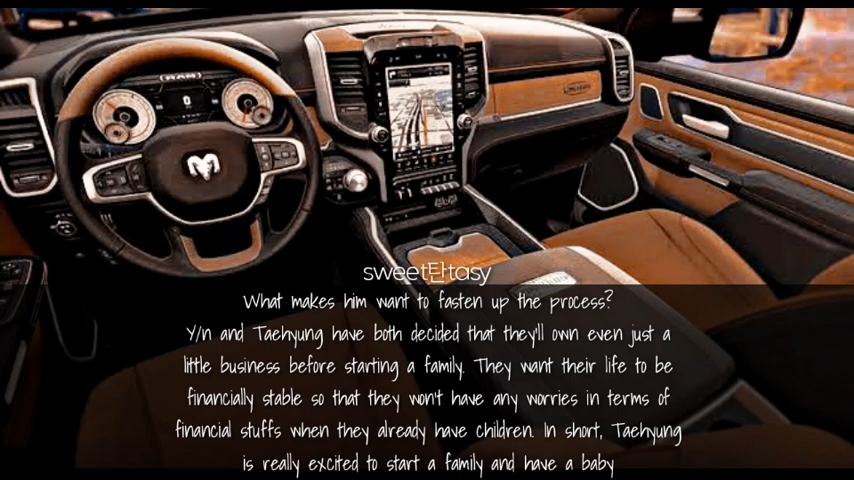 RAM
0
sweet탄tasy
What makes him want to fasten up the process?
Y/n and Taehyung have both decided that they'll own even just a
little business before starting a family. They want their life to be
financially stable so that they won't have any worries in terms of
financial stuffs when they already have children. In short, Taehyung
is really excited to start a family and have a baby